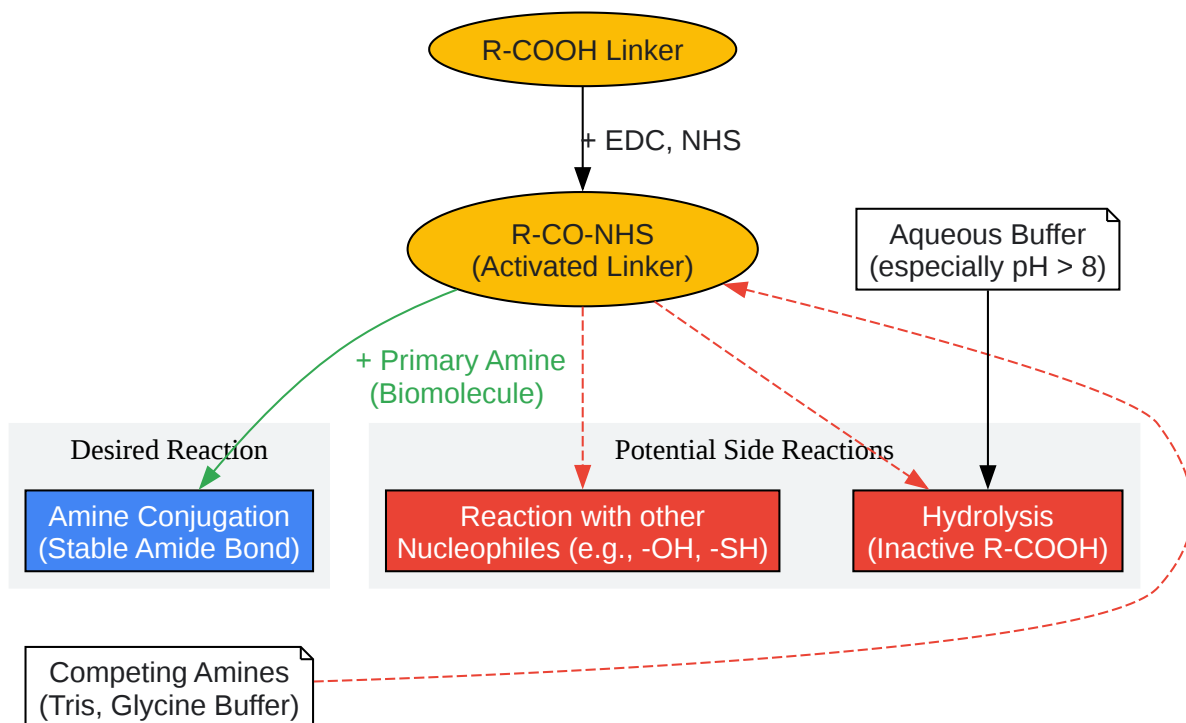 R-COOH Linker
+ EDC, NHS
R-CO-NHS
(Activated Linker)
Aqueous Buffer
(especially pH > 8)
+ Primary Amine
(Biomolecule)
Desired Reaction
Potential Side Reactions
Amine Conjugation
(Stable Amide Bond)
Reaction with other
Nucleophiles (e.g., -OH, -SH)
Hydrolysis
(Inactive R-COOH)
Competing Amines
(Tris, Glycine Buffer)